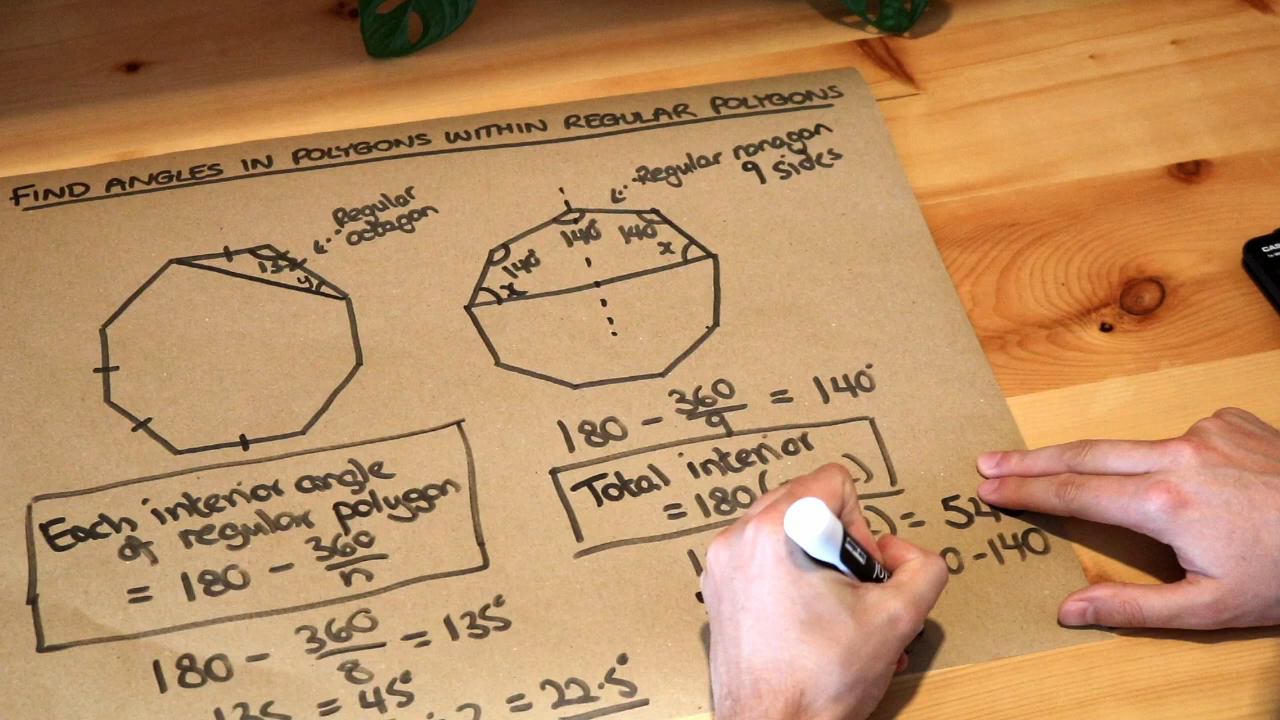 FIND ANGLES IN POLYGONS WITHIN REGULAR POLYGONS
Regular
octagon
135°
y
Regular nonagon
9 sides
140°
140°
140°
x
x
Each interior angle
of regular polygon
= 180 - 360/n
180 - 360/8 = 135°
= 45°
= 22.5°
180 - 360/9 = 140°
Total interior
= 180(
) = 54
0 - 140